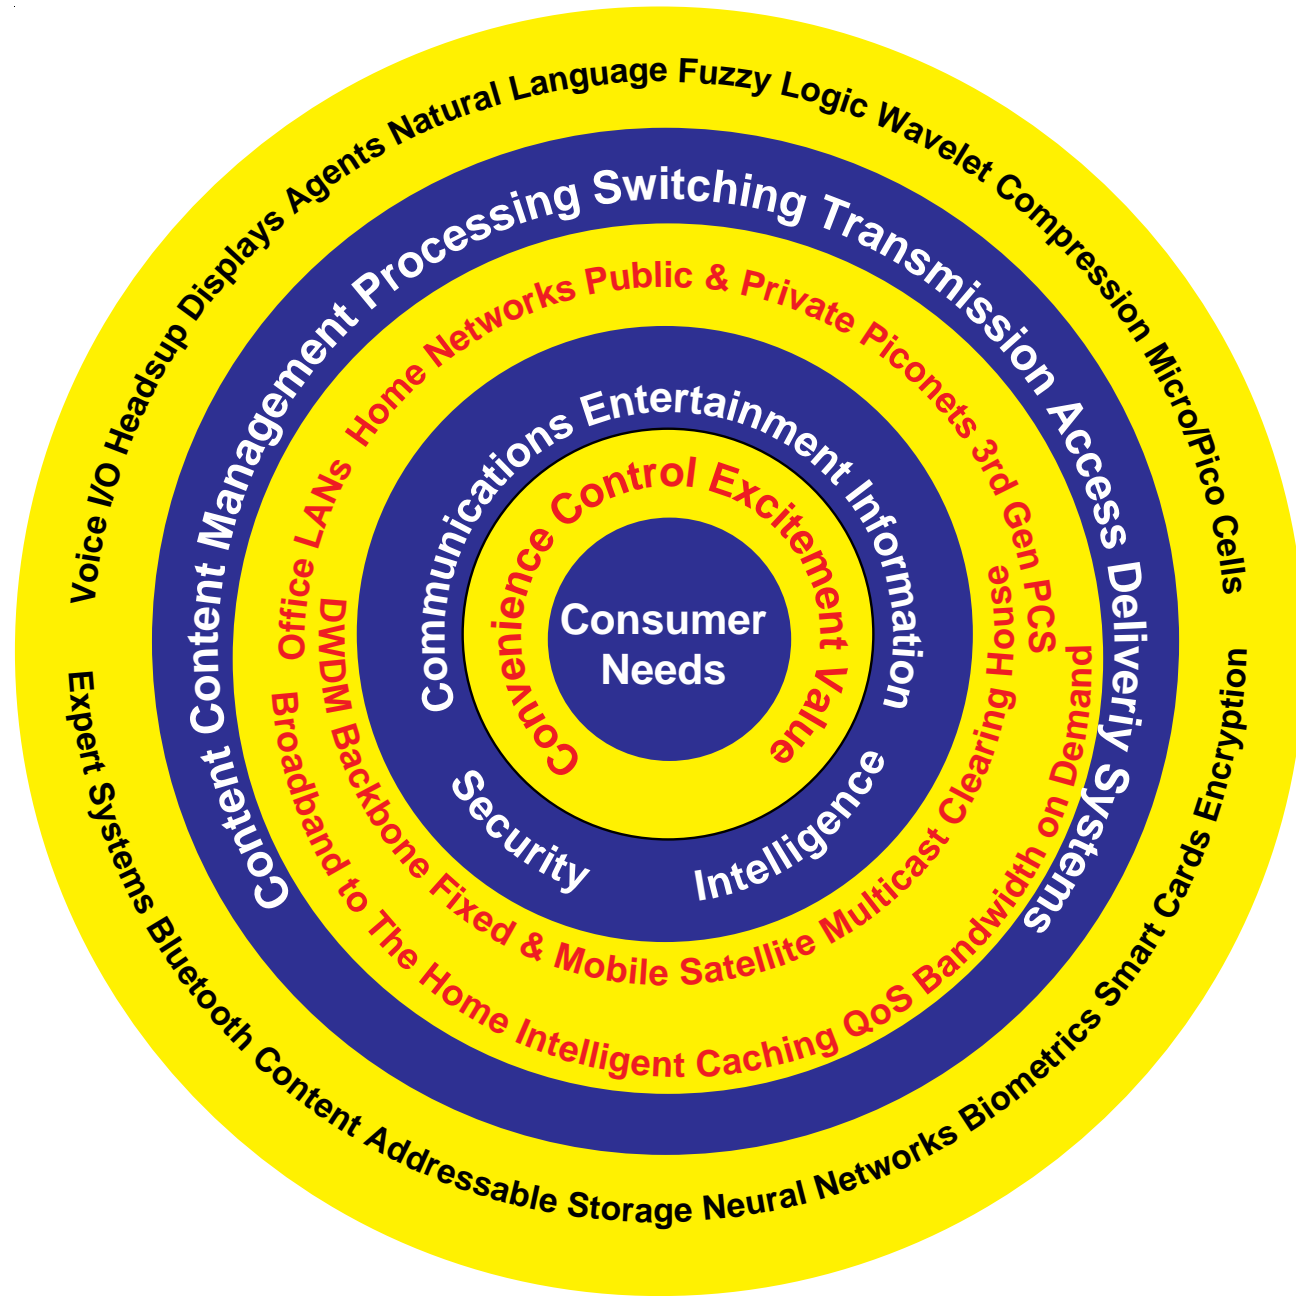 Voice I/O Headsup Displays Agents Natural Language Fuzzy Logic Wavelet Compression Micro/Pico Cells
Content Content Management Processing Switching Transmission Access Deliveriy Systems
Office LANs Home Networks Public & Private Piconets 3rd Gen PCS
Communications Entertainment Information
Convenience Control Excitement Value
Consumer
Needs
Security
Intelligence
DWDM Backbone Fixed & Mobile Satellite Multicast Clearing House
Broadband to The Home Intelligent Caching QoS Bandwidth on Demand
Expert Systems Bluetooth Content Addressable Storage Neural Networks Biometrics Smart Cards Encryption